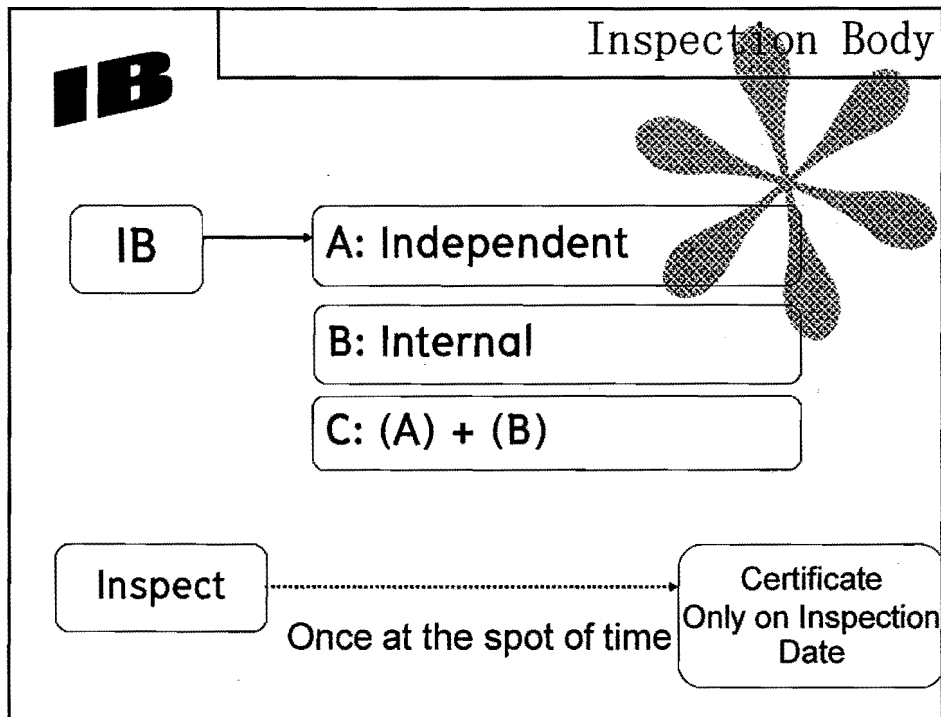 Inspection Body
IB
IB
A: Independent
B: Internal
C: (A) + (B)
Inspect
Once at the spot of time
Certificate
Only on Inspection
Date